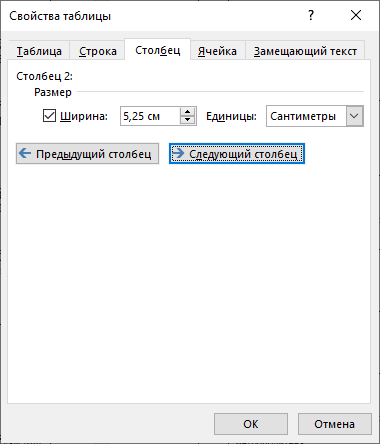 Свойства таблицы ?
Таблица Строка Столбец Ячейка Замещающий текст
Столбец 2:
Размер
Ширина: 5,25 см Единицы: Сантиметры
Предыдущий столбец Следующий столбец
ОК Отмена